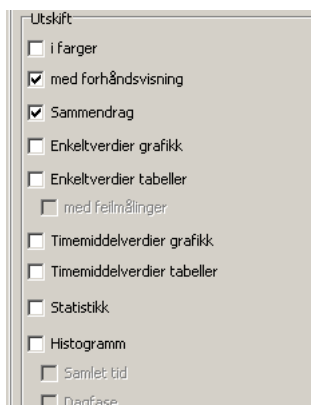 Utskift
i farger
med forhåndsvisning
Sammendrag
Enkeltverdier grafikk
Enkeltverdier tabeller
med feilmålinger
Timemiddelverdier grafikk
Timemiddelverdier tabeller
Statistikk
Histogramm
Samlet tid
Dagfase